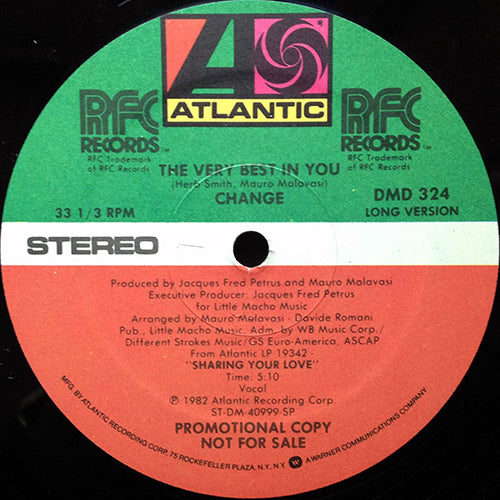 ATLANTIC
RFC
RECORDS™
RFC Trademark
of RFC Records
RFC
RECORDS™
RFC Trademark
of RFC Records
THE VERY BEST IN YOU
(Herb Smith, Mauro Malavasi)
CHANGE
33 1/3 RPM
DMD 324
LONG VERSION
STEREO
Produced by Jacques Fred Petrus and Mauro Malavasi
Executive Producer: Jacques Fred Petrus
for Little Macho Music
Arranged by Mauro Malavasi - Davide Romani
Pub., Little Macho Music, Adm. by WB Music Corp./
Different Strokes Music/GS Euro-America, ASCAP
From Atlantic LP 19342
"SHARING YOUR LOVE"
Time: 5:10
Vocal
℗ 1982 Atlantic Recording Corp.
ST-DM-40999-SP
PROMOTIONAL COPY
NOT FOR SALE
MFG. BY ATLANTIC RECORDING CORP. 75 ROCKEFELLER PLAZA, N.Y., N.Y. A WARNER COMMUNICATIONS COMPANY